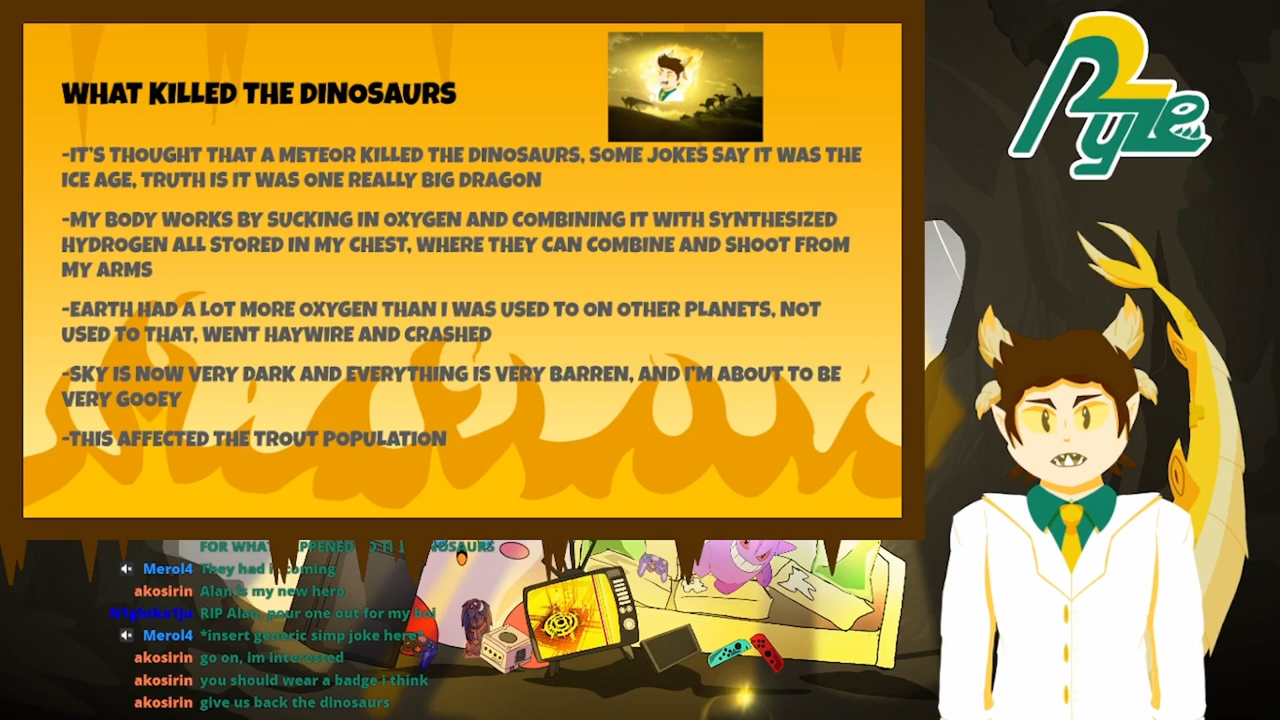 WHAT KILLED THE DINOSAURS
-IT'S THOUGHT THAT A METEOR KILLED THE DINOSAURS, SOME JOKES SAY IT WAS THE
ICE AGE, TRUTH IS IT WAS ONE REALLY BIG DRAGON
-MY BODY WORKS BY SUCKING IN OXYGEN AND COMBINING IT WITH SYNTHESIZED
HYDROGEN ALL STORED IN MY CHEST, WHERE THEY CAN COMBINE AND SHOOT FROM
MY ARMS
-EARTH HAD A LOT MORE OXYGEN THAN I WAS USED TO ON OTHER PLANETS, NOT
USED TO THAT, WENT HAYWIRE AND CRASHED
-SKY IS NOW VERY DARK AND EVERYTHING IS VERY BARREN, AND I'M ABOUT TO BE
VERY GOOEY
-THIS AFFECTED THE TROUT POPULATION
Ryze
FOR WHAT
Merol4 They had it coming
akosirin Alan is my new hero
RIP Alan, pour one out for my boi
Merol4 *insert generic simp joke here*
akosirin go on, im interested
akosirin you should wear a badge i think
akosirin give us back the dinosaurs